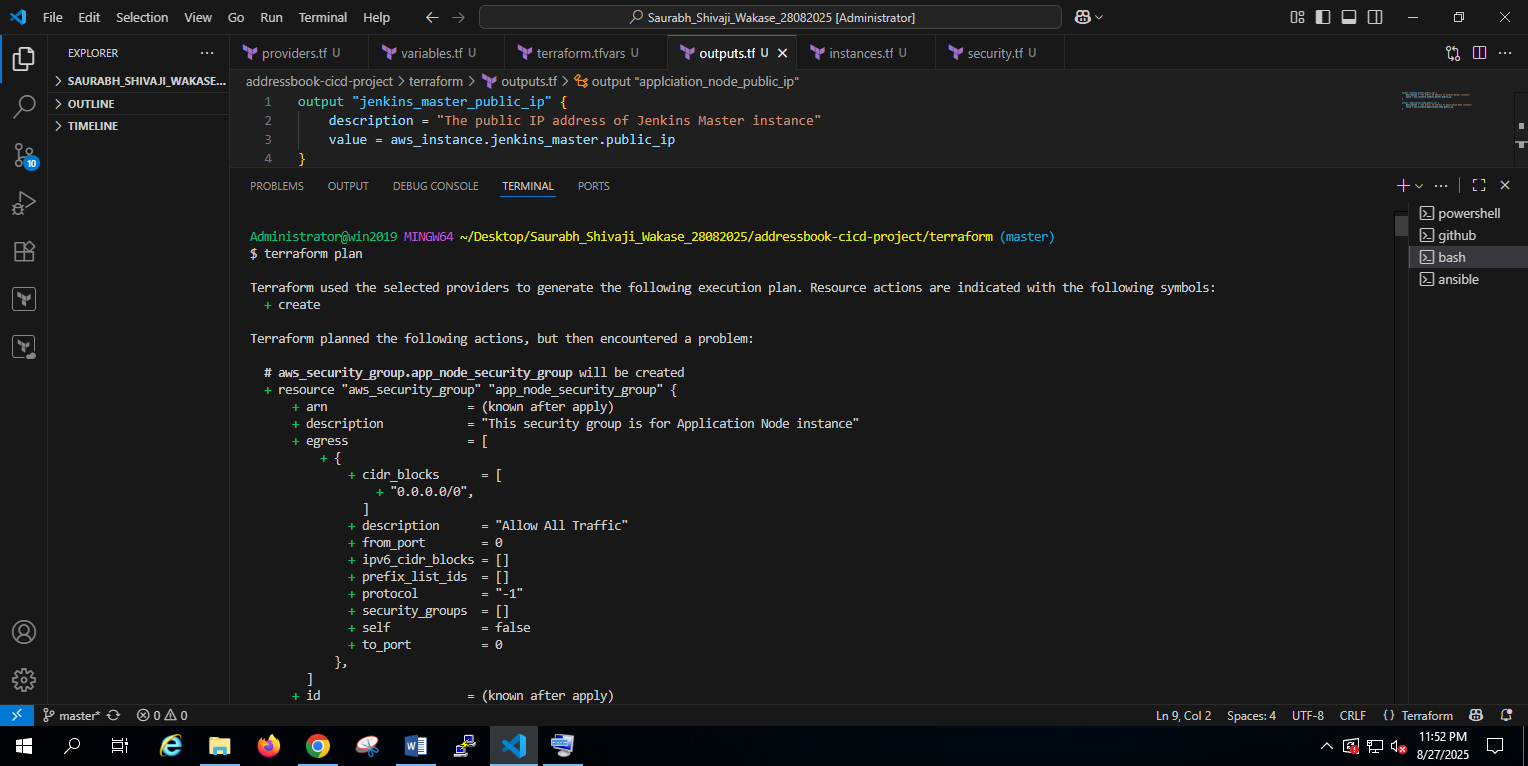 File Edit Selection View Go Run Terminal Help
Saurabh_Shivaji_Wakase_28082025 [Administrator]
EXPLORER
SAURABH_SHIVAJI_WAKASE...
OUTLINE
TIMELINE
10
providers.tf U
variables.tf U
terraform.tfvars U
outputs.tf U
instances.tf U
security.tf U
addressbook-cicd-project > terraform > outputs.tf > output "applciation_node_public_ip"
1 output "jenkins_master_public_ip" {
2 description = "The public IP address of Jenkins Master instance"
3 value = aws_instance.jenkins_master.public_ip
4 }
PROBLEMS OUTPUT DEBUG CONSOLE TERMINAL PORTS
powershell
github
bash
ansible
Administrator@win2019 MINGW64 ~/Desktop/Saurabh_Shivaji_Wakase_28082025/addressbook-cicd-project/terraform (master)
$ terraform plan
Terraform used the selected providers to generate the following execution plan. Resource actions are indicated with the following symbols:
+ create
Terraform planned the following actions, but then encountered a problem:
# aws_security_group.app_node_security_group will be created
+ resource "aws_security_group" "app_node_security_group" {
+ arn = (known after apply)
+ description = "This security group is for Application Node instance"
+ egress = [
+ {
+ cidr_blocks = [
+ "0.0.0.0/0",
]
+ description = "Allow All Traffic"
+ from_port = 0
+ ipv6_cidr_blocks = []
+ prefix_list_ids = []
+ protocol = "-1"
+ security_groups = []
+ self = false
+ to_port = 0
},
]
+ id = (known after apply)
master* 0 0
Ln 9, Col 2 Spaces: 4 UTF-8 CRLF {} Terraform
11:52 PM
8/27/2025